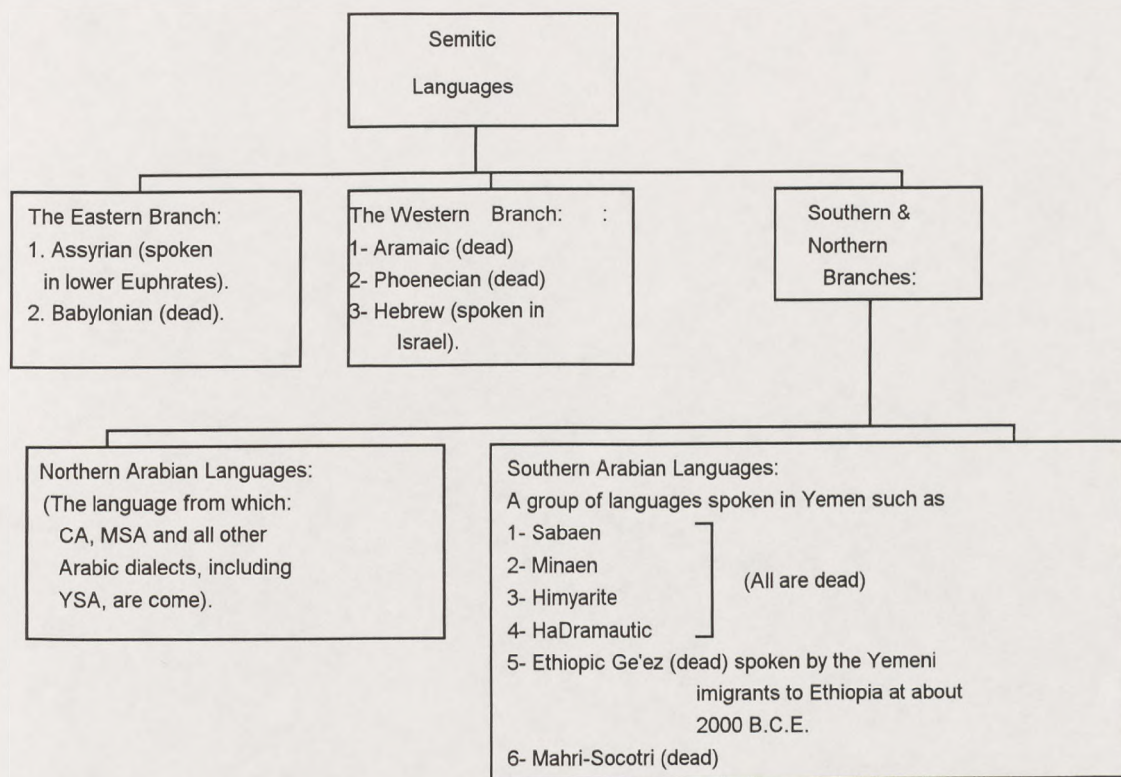 Semitic
Languages
The Eastern Branch:
1. Assyrian (spoken
in lower Euphrates).
2. Babylonian (dead).
The Western Branch: :
1- Aramaic (dead)
2- Phoenecian (dead)
3- Hebrew (spoken in
Israel).
Southern &
Northern
Branches:
Northern Arabian Languages:
(The language from which:
CA, MSA and all other
Arabic dialects, including
YSA, are come).
Southern Arabian Languages:
A group of languages spoken in Yemen such as
1- Sabaen
2- Minaen
3- Himyarite
4- HaDramautic
(All are dead)
5- Ethiopic Ge'ez (dead) spoken by the Yemeni
imigrants to Ethiopia at about
2000 B.C.E.
6- Mahri-Socotri (dead)